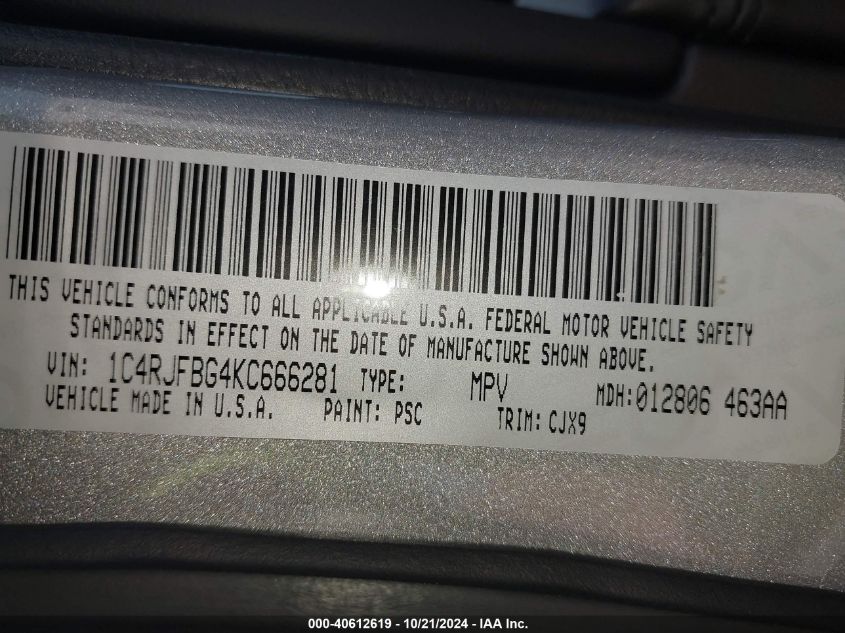 THIS VEHICLE CONFORMS TO ALL APPLICABLE U.S.A. FEDERAL MOTOR VEHICLE SAFETY
STANDARDS IN EFFECT ON THE DATE OF MANUFACTURE SHOWN ABOVE.
VIN: 1C4RJFBG4KC666281 TYPE: MPV MDH:012806 463AA
VEHICLE MADE IN U.S.A. PAINT: PSC TRIM: CJX9
000-40612619 - 10/21/2024 - IAA Inc.